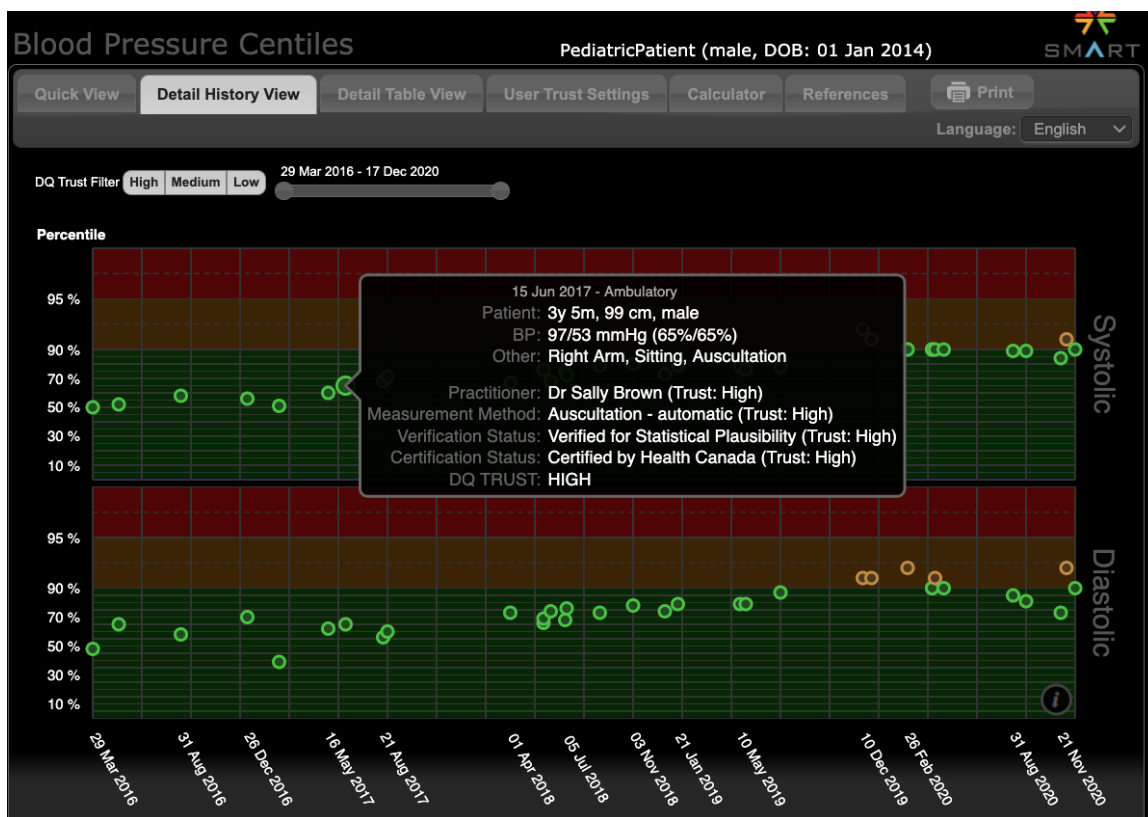 Blood Pressure Centiles
PediatricPatient (male, DOB: 01 Jan 2014)
SMART
Quick View
Detail History View
Detail Table View
User Trust Settings
Calculator
References
Print
Language: English
DQ Trust Filter High Medium Low
29 Mar 2016 - 17 Dec 2020
Percentile
95 %
90 %
70 %
50 %
30 %
10 %
Systolic
15 Jun 2017 - Ambulatory
Patient: 3y 5m, 99 cm, male
BP: 97/53 mmHg (65%/65%)
Other: Right Arm, Sitting, Auscultation
Practitioner: Dr Sally Brown (Trust: High)
Measurement Method: Auscultation - automatic (Trust: High)
Verification Status: Verified for Statistical Plausibility (Trust: High)
Certification Status: Certified by Health Canada (Trust: High)
DQ TRUST: HIGH
95 %
90 %
70 %
50 %
30 %
10 %
Diastolic
i
29 Mar 2016
31 Aug 2016
26 Dec 2016
16 May 2017
21 Aug 2017
01 Apr 2018
05 Jul 2018
03 Nov 2018
21 Jan 2019
10 May 2019
10 Dec 2019
26 Feb 2020
31 Aug 2020
21 Nov 2020